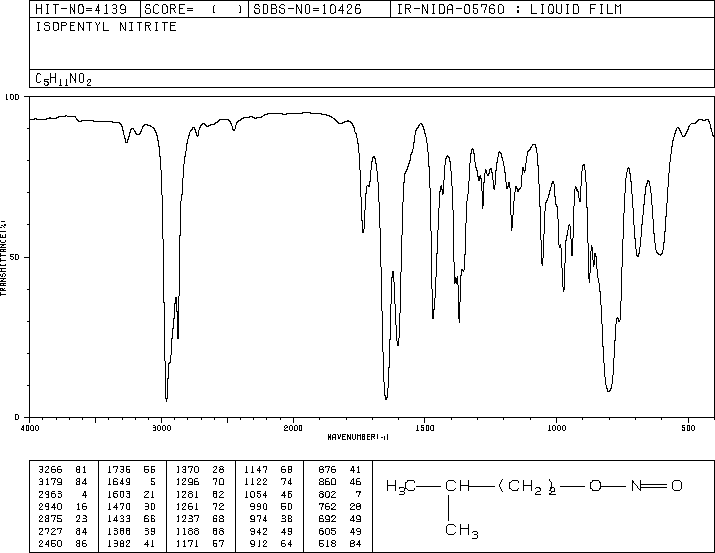 HIT-NO=4139 SCORE= ( ) SDBS-NO=10426 IR-NIDA-05760 : LIQUID FILM
ISOPENTYL NITRITE
C5H11NO2
100
50
0
TRANSMITTANCE(%)
4000 3000 2000 1500 1000 500
WAVENUMBER(-1)
3266 81 1736 55 1370 28 1147 68 876 41
3179 84 1649 5 1296 70 1122 74 860 46
2963 4 1603 21 1281 62 1054 46 802 7
2940 16 1470 30 1261 72 990 50 762 28
2875 23 1433 66 1237 68 974 38 692 49
2727 84 1388 39 1188 68 942 49 605 49
2450 86 1382 41 1171 57 912 64 518 84
H3C CH (CH2)2 O N O
CH3